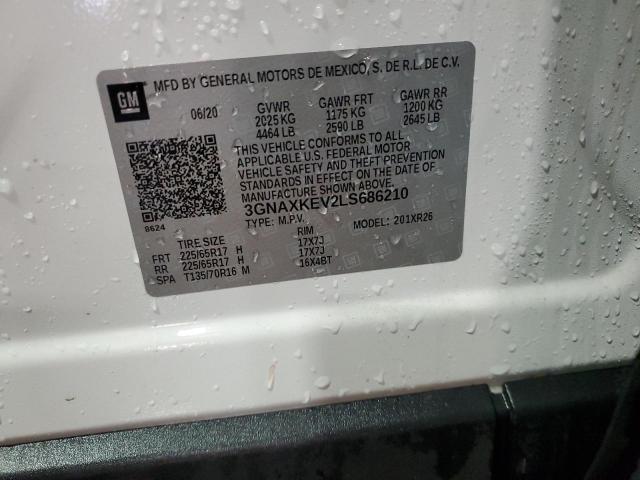 MFD BY GENERAL MOTORS DE MEXICO, S. DE R.L. DE C.V.
GM
06/20 GVWR GAWR FRT GAWR RR
2025 KG 1175 KG 1200 KG
4464 LB 2590 LB 2645 LB
THIS VEHICLE CONFORMS TO ALL
APPLICABLE U.S. FEDERAL MOTOR
VEHICLE SAFETY AND THEFT PREVENTION
STANDARDS IN EFFECT ON THE DATE OF
MANUFACTURE SHOWN ABOVE.
3GNAXKEV2LS686210
8624 TYPE: M.P.V. MODEL: 201XR26
TIRE SIZE RIM
FRT 225/65R17 H 17X7J
RR 225/65R17 H 17X7J
SPA T135/70R16 M 16X4BT